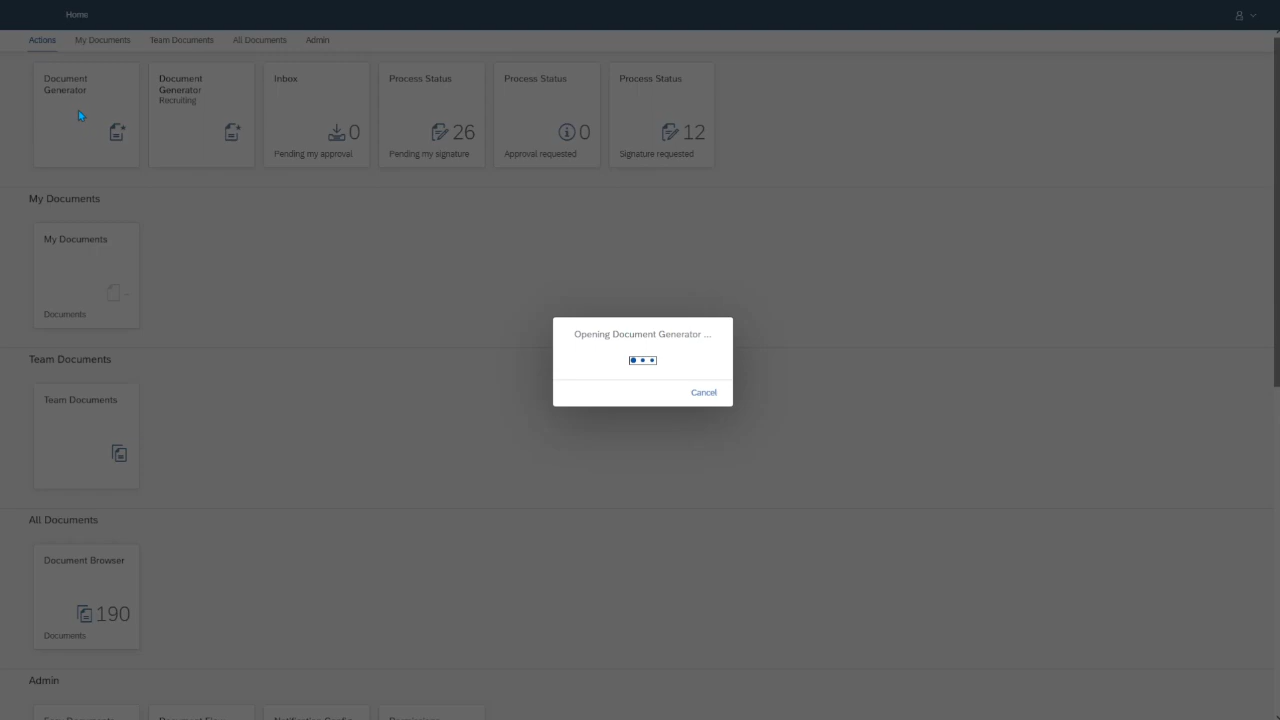 Home
Actions
My Documents
Team Documents
All Documents
Admin
Document
Generator
Document
Generator
Recruiting
Inbox
0
Pending my approval
Process Status
26
Pending my signature
Process Status
0
Approval requested
Process Status
12
Signature requested
My Documents
My Documents
Documents
Opening Document Generator ...
Cancel
Team Documents
Team Documents
All Documents
Document Browser
190
Documents
Admin